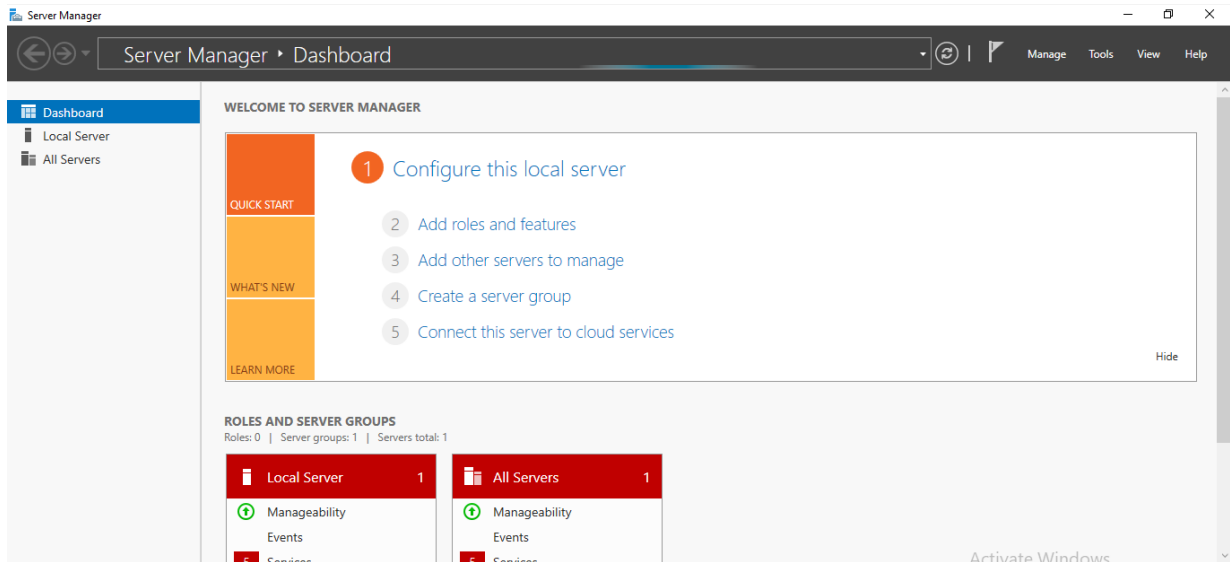 Server Manager
Server Manager ‣ Dashboard
Manage Tools View Help
Dashboard
Local Server
All Servers
WELCOME TO SERVER MANAGER
QUICK START
WHAT'S NEW
LEARN MORE
1 Configure this local server
2 Add roles and features
3 Add other servers to manage
4 Create a server group
5 Connect this server to cloud services
Hide
ROLES AND SERVER GROUPS
Roles: 0 | Server groups: 1 | Servers total: 1
Local Server 1
Manageability
Events
5 Services
All Servers 1
Manageability
Events
5 Services
Activate Windows